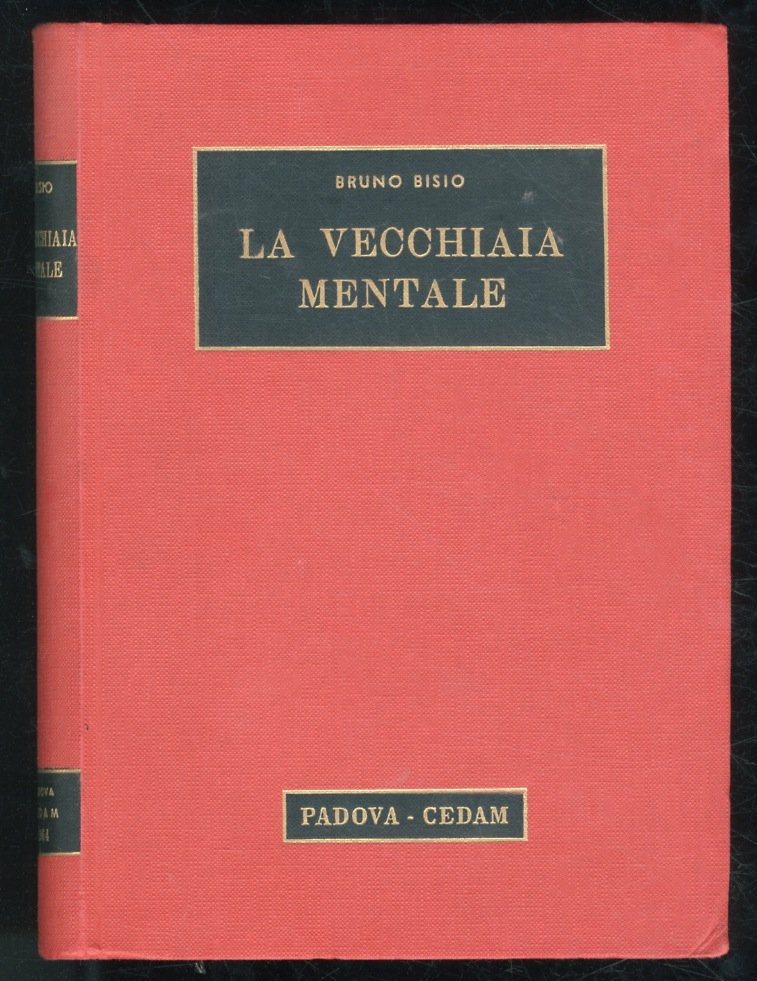 BRUNO BISIO
LA VECCHIAIA
MENTALE
PADOVA - CEDAM